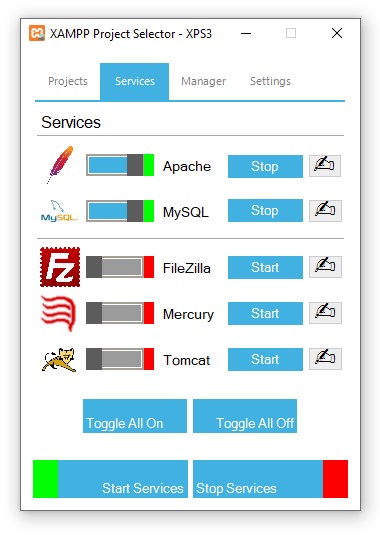 XAMPP Project Selector - XPS3
Projects Services Manager Settings
Services
Apache Stop
MySQL MySQL Stop
FZ FileZilla Start
Mercury Start
Tomcat Start
Toggle All On Toggle All Off
Start Services Stop Services